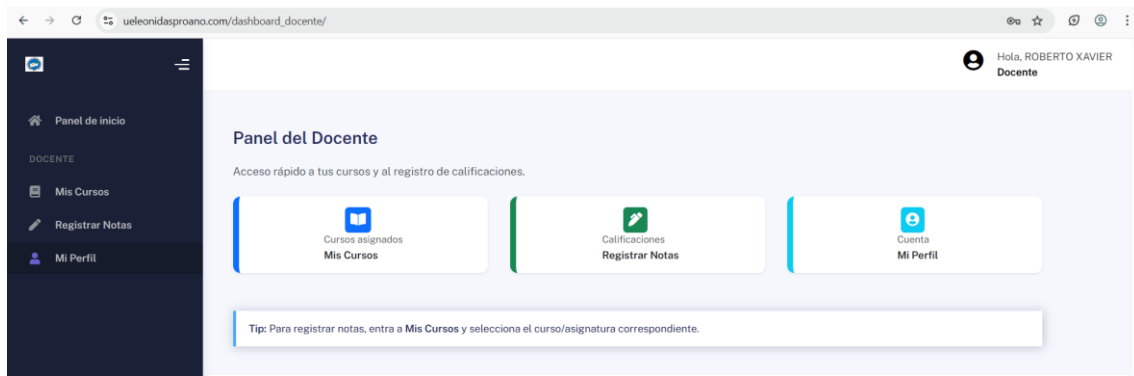 ueleonidasproano.com/dashboard_docente/
Hola, ROBERTO XAVIER
Docente
Panel de inicio
DOCENTE
Mis Cursos
Registrar Notas
Mi Perfil
Panel del Docente
Acceso rápido a tus cursos y al registro de calificaciones.
Cursos asignados
Mis Cursos
Calificaciones
Registrar Notas
Cuenta
Mi Perfil
Tip: Para registrar notas, entra a Mis Cursos y selecciona el curso/asignatura correspondiente.